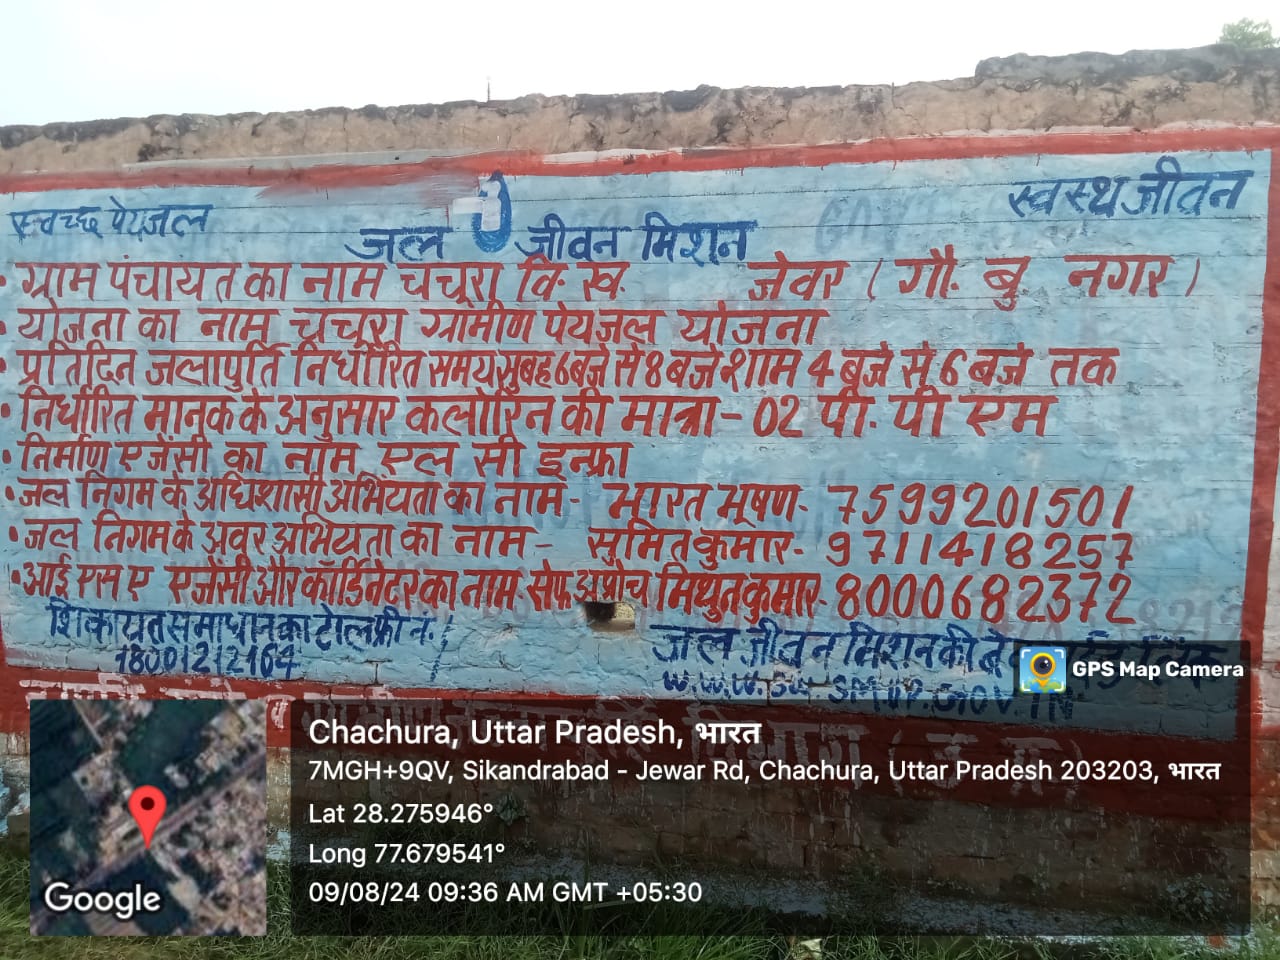 स्वच्छ पेयजल
स्वस्थ जीवन
जल जीवन मिशन
• ग्राम पंचायत का नाम चचूरा वि. ख. जेवर ( गौ. बु. नगर )
• योजना का नाम चचूरा ग्रामीण पेयजल योजना
• प्रतिदिन जलापुर्ति निर्धारित समय सुबह 6 बजे से 8 बजे शाम 4 बजे से 6 बजे तक
• निर्धारित मानक के अनुसार कलोरिन की मात्रा - 02 पी. पी एम
• निर्माण एजेंसी का नाम एल सी इन्फ्रा
• जल निगम के अधिशासी अभियता का नाम - भारत भूषण - 7599201501
• जल निगम के अवर अभियता का नाम - सुमित कुमार - 9711418257
• आई एस ए एजेंसी और कॉर्डिनेटर का नाम - सेफ अप्रोच मिथुन कुमार - 8000682372
शिकायत समाधान का टोल फ्री नं.
18001212164
जल जीवन मिशन की
GPS Map Camera
Chachura, Uttar Pradesh, भारत
7MGH+9QV, Sikandrabad - Jewar Rd, Chachura, Uttar Pradesh 203203, भारत
Lat 28.275946°
Long 77.679541°
09/08/24 09:36 AM GMT +05:30
Google